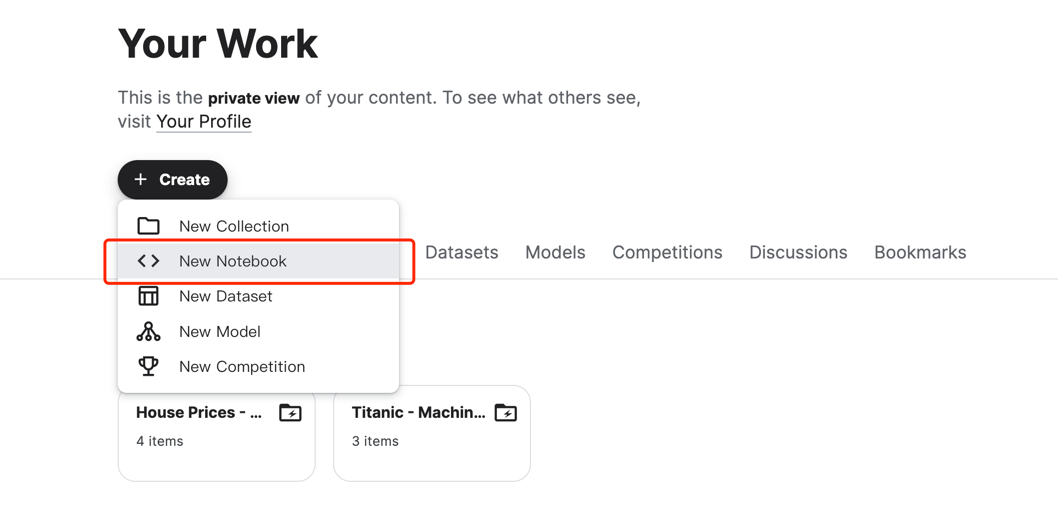 Your Work
This is the private view of your content. To see what others see,
visit Your Profile
+ Create
New Collection
New Notebook
Datasets Models Competitions Discussions Bookmarks
New Dataset
New Model
New Competition
House Prices - ...
4 items
Titanic - Machin...
3 items